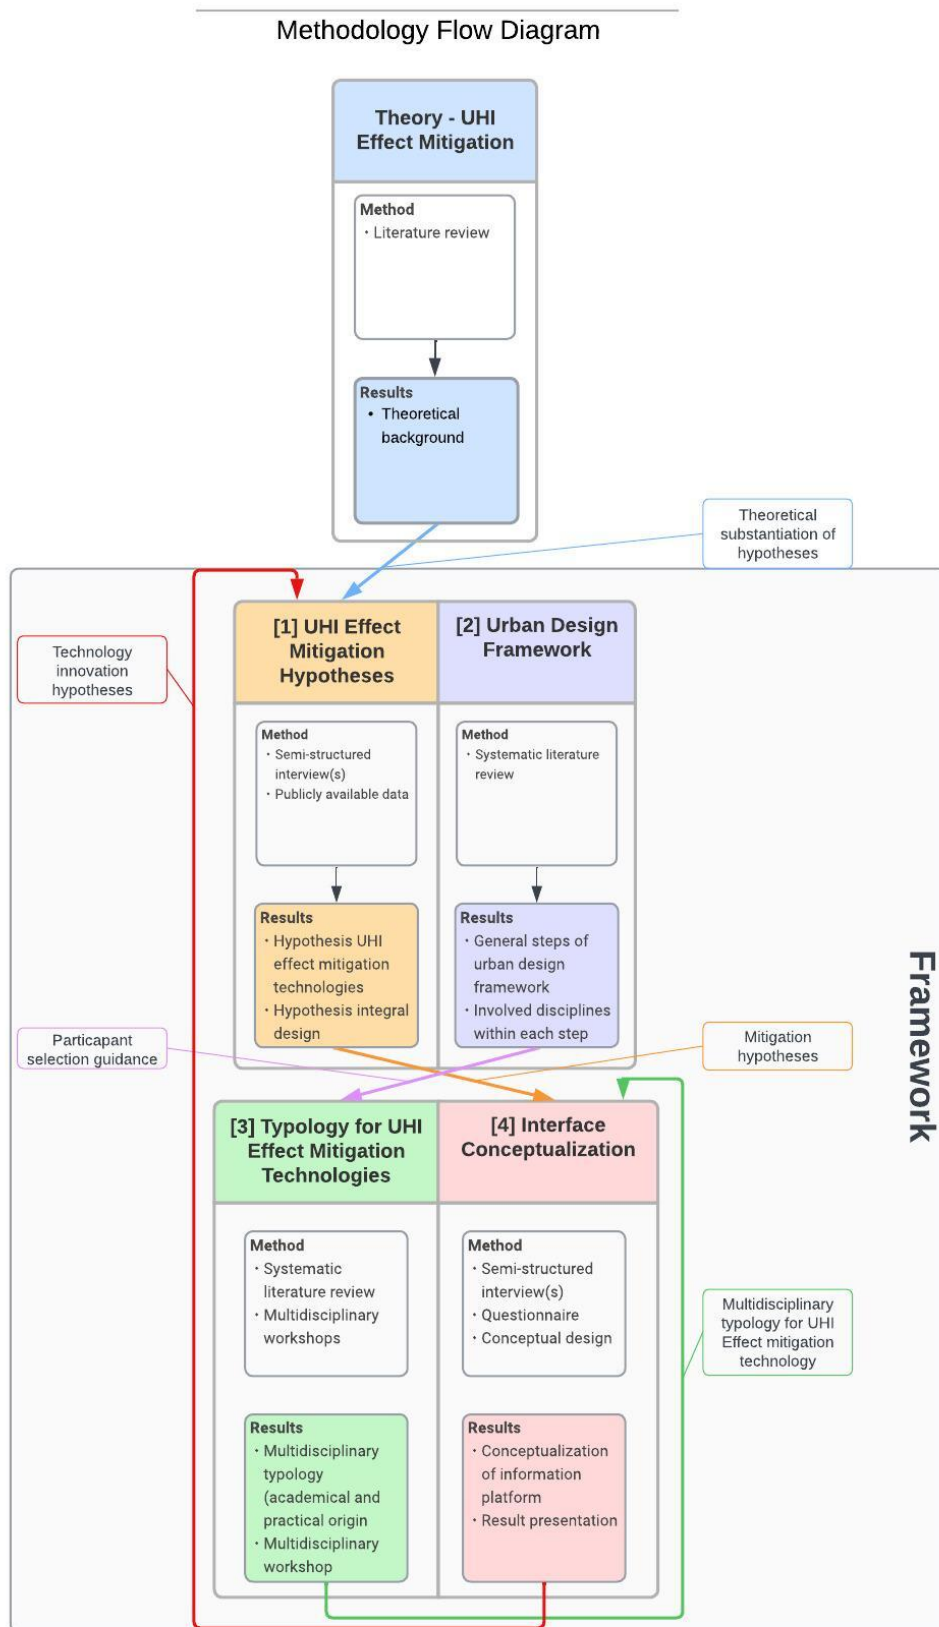 Methodology Flow Diagram
Theory - UHI
Effect Mitigation
Method
· Literature review
Results
• Theoretical
background
Theoretical
substantiation of
hypotheses
Technology
innovation
hypotheses
[1] UHI Effect
Mitigation
Hypotheses
Method
· Semi-structured
interview(s)
· Publicly available data
Results
· Hypothesis UHI
effect mitigation
technologies
· Hypothesis integral
design
[2] Urban Design
Framework
Method
· Systematic literature
review
Results
· General steps of
urban design
framework
· Involved disciplines
within each step
Framework
Particapant
selection guidance
Mitigation
hypotheses
[3] Typology for UHI
Effect Mitigation
Technologies
Method
· Systematic
literature review
· Multidisciplinary
workshops
Results
· Multidisciplinary
typology
(academical and
practical origin
· Multidisciplinary
workshop
[4] Interface
Conceptualization
Method
· Semi-structured
interview(s)
· Questionnaire
· Conceptual design
Results
· Conceptualization
of information
platform
· Result presentation
Multidisciplinary
typology for UHI
Effect mitigation
technology